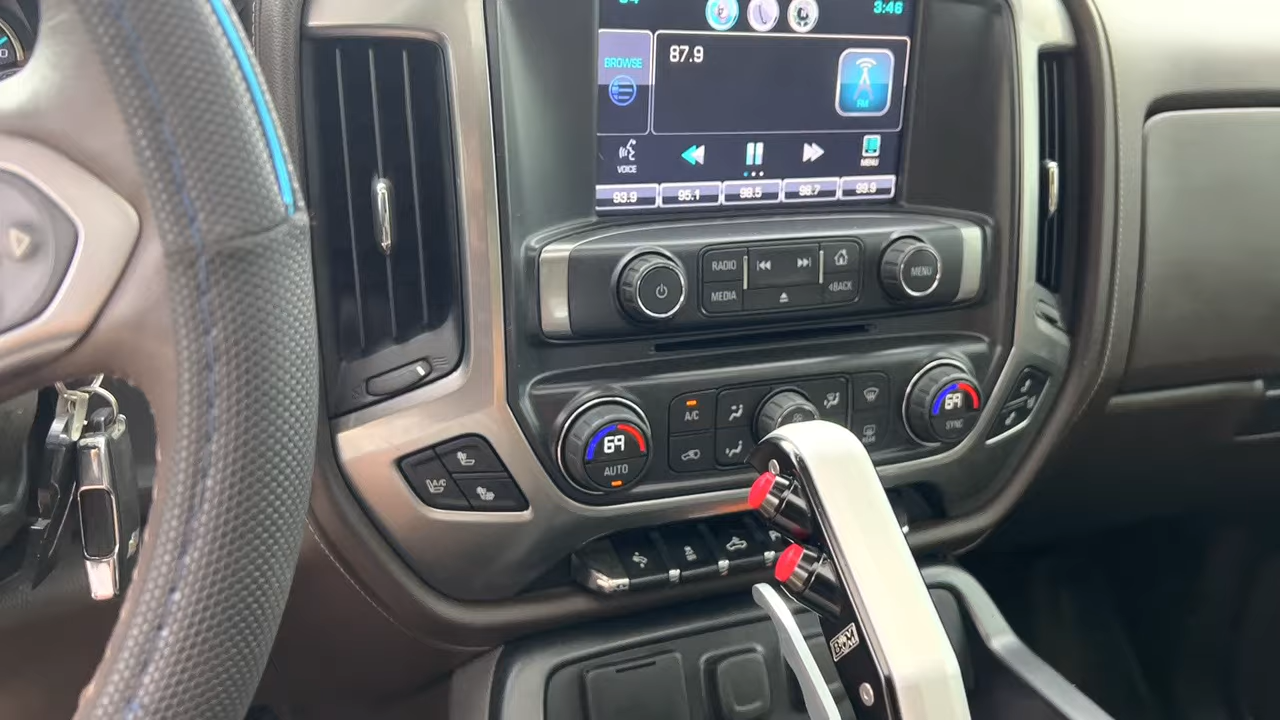 3:46
87.9
BROWSE
FM
VOICE
MENU
93.9 95.1 98.5 98.7 99.9
RADIO
MEDIA
BACK
MENU
A/C
69
AUTO
REAR
69
SYNC
A/C
B&M